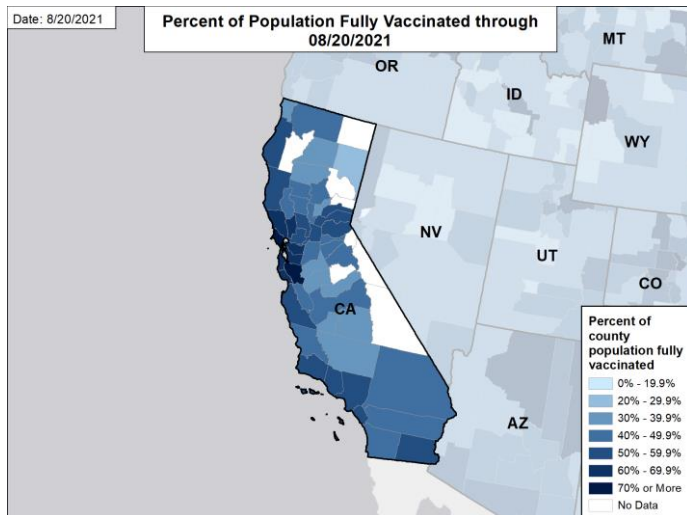 Date: 8/20/2021
Percent of Population Fully Vaccinated through
08/20/2021
MT
OR
ID
WY
NV
UT
CO
CA
AZ
Percent of
county
population fully
vaccinated
0% - 19.9%
20% - 29.9%
30% - 39.9%
40% - 49.9%
50% - 59.9%
60% - 69.9%
70% or More
No Data